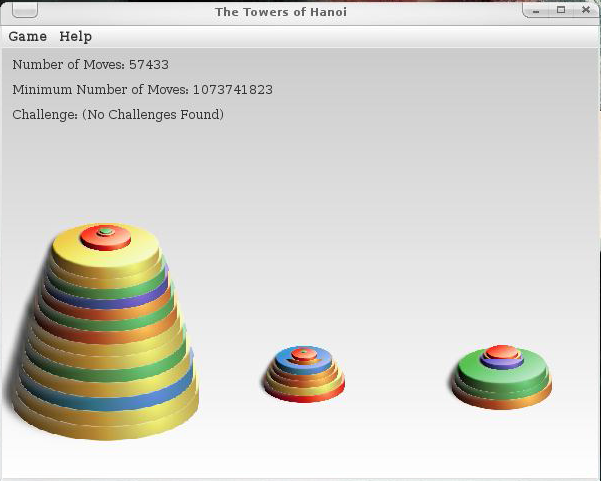 The Towers of Hanoi
Game Help
Number of Moves: 57433
Minimum Number of Moves: 1073741823
Challenge: (No Challenges Found)